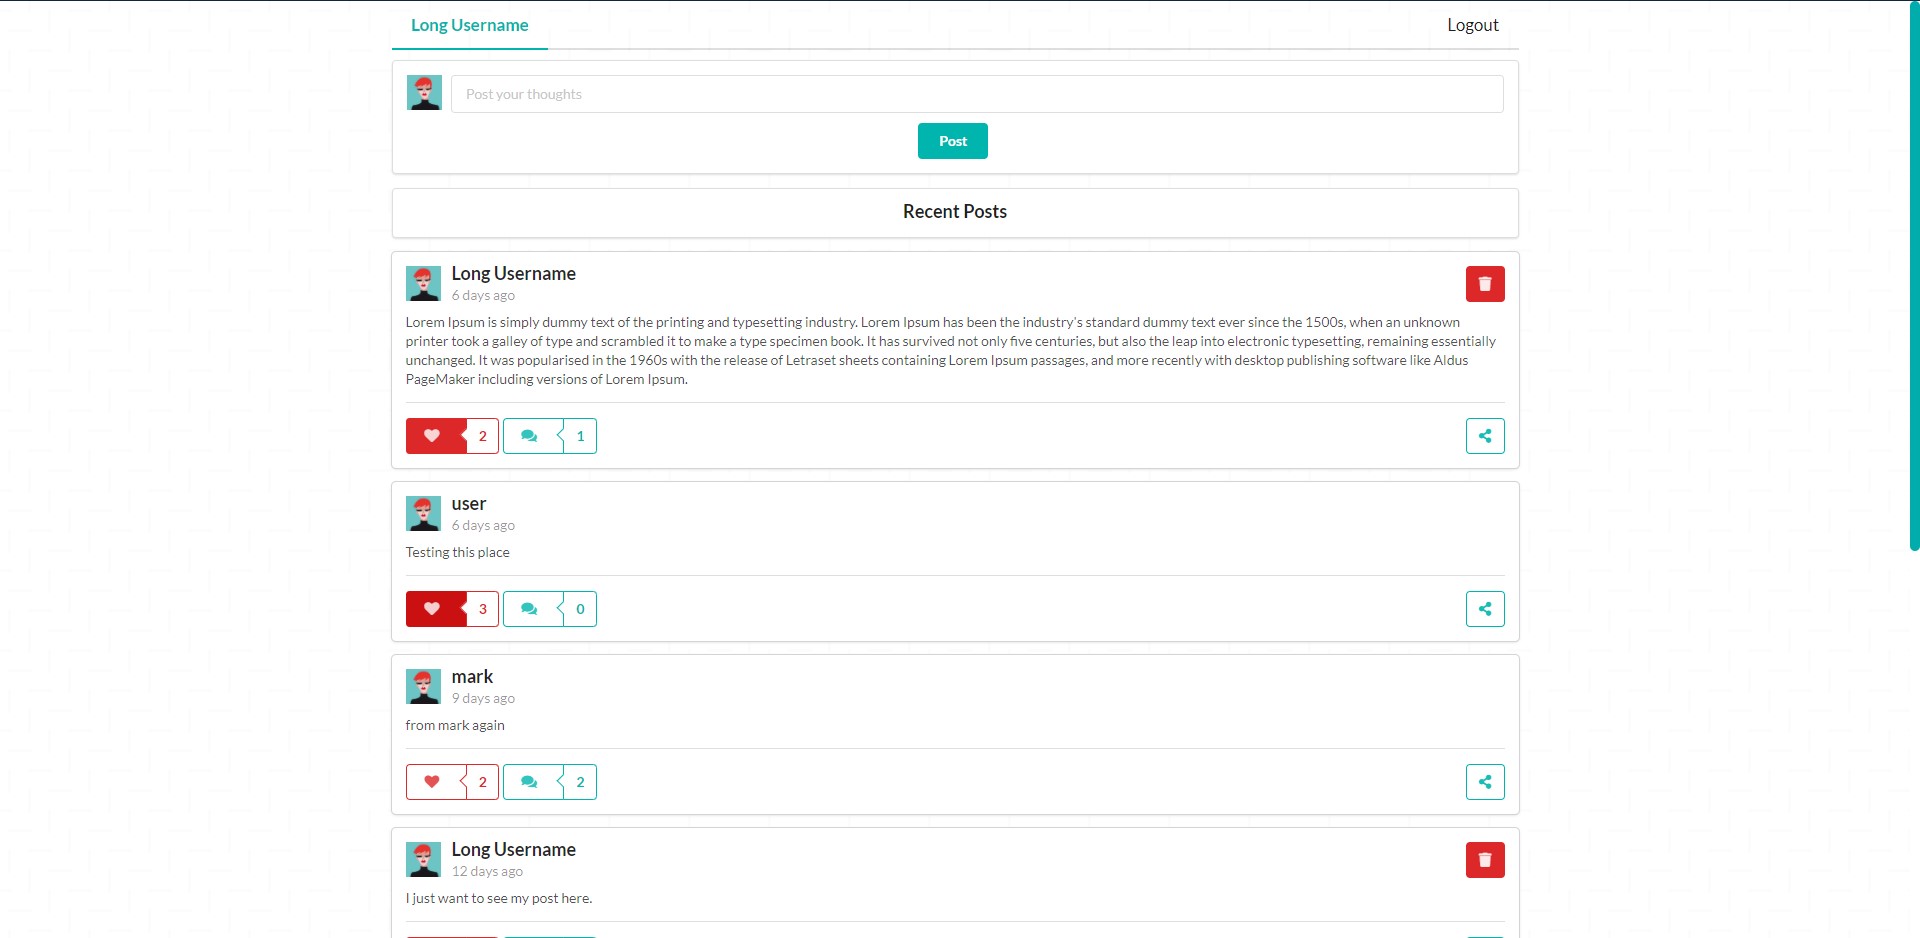 Long Username
Logout
Post your thoughts
Post
Recent Posts
Long Username
6 days ago
Lorem Ipsum is simply dummy text of the printing and typesetting industry. Lorem Ipsum has been the industry's standard dummy text ever since the 1500s, when an unknown
printer took a galley of type and scrambled it to make a type specimen book. It has survived not only five centuries, but also the leap into electronic typesetting, remaining essentially
unchanged. It was popularised in the 1960s with the release of Letraset sheets containing Lorem Ipsum passages, and more recently with desktop publishing software like Aldus
PageMaker including versions of Lorem Ipsum.
2 1
user
6 days ago
Testing this place
3 0
mark
9 days ago
from mark again
2 2
Long Username
12 days ago
I just want to see my post here.